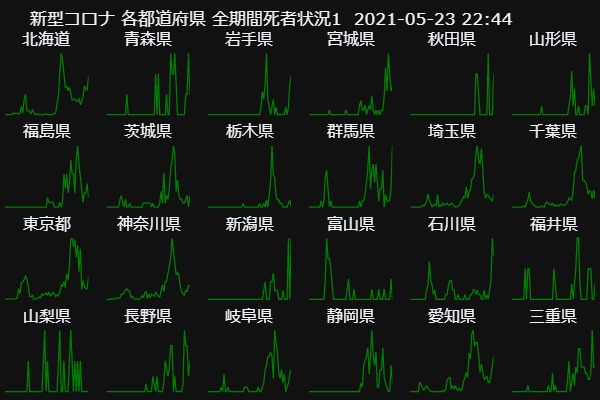 新型コロナ 各都道府県 全期間死者状況1 2021-05-23 22:44
北海道 青森県 岩手県 宮城県 秋田県 山形県
福島県 茨城県 栃木県 群馬県 埼玉県 千葉県
東京都 神奈川県 新潟県 富山県 石川県 福井県
山梨県 長野県 岐阜県 静岡県 愛知県 三重県